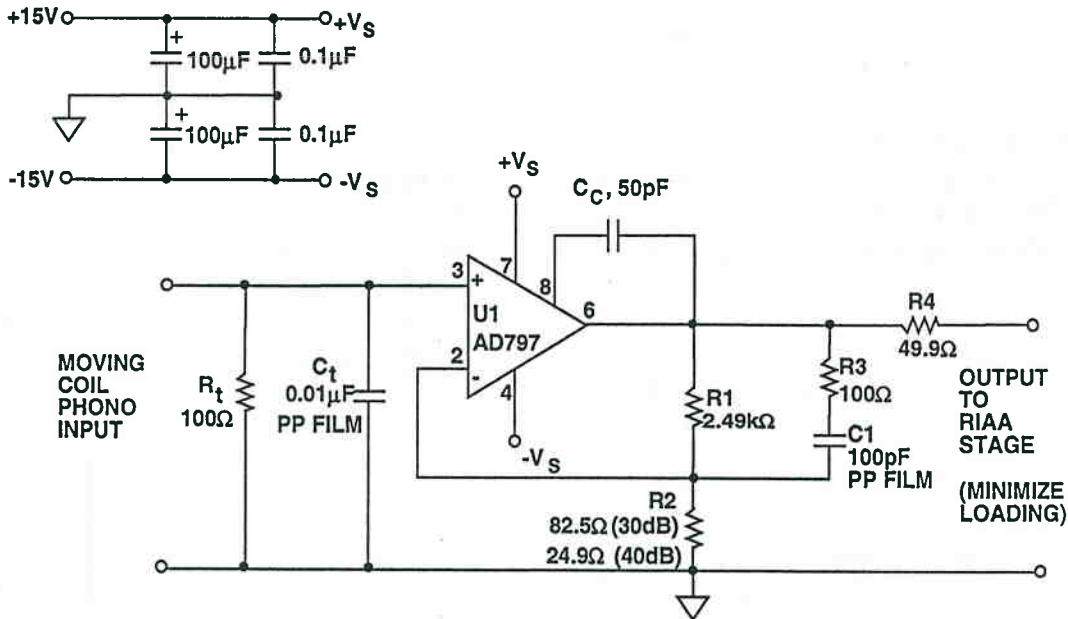 +15V
+VS
+
100µF
0.1µF
+
100µF
0.1µF
-15V
-VS
+VS
CC, 50pF
3
+
7
8
6
U1
AD797
2
-
4
-VS
MOVING
COIL
PHONO
INPUT
Rt
100Ω
Ct
0.01µF
PP FILM
R1
2.49kΩ
R3
100Ω
C1
100pF
PP FILM
R4
49.9Ω
OUTPUT
TO
RIAA
STAGE
(MINIMIZE
LOADING)
R2
82.5Ω (30dB)
24.9Ω (40dB)